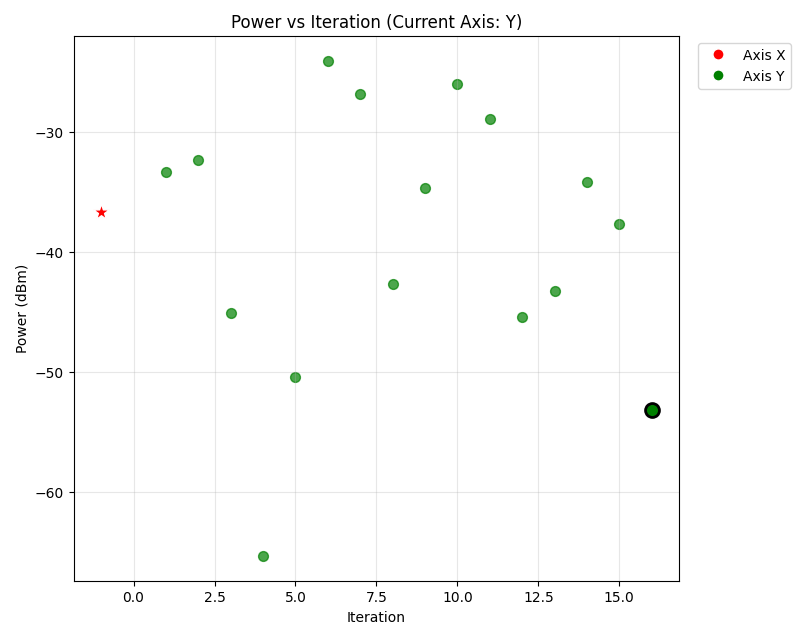 Power vs Iteration (Current Axis: Y)
Axis X
Axis Y
Power (dBm)
−30
−40
−50
−60
0.0 2.5 5.0 7.5 10.0 12.5 15.0
Iteration